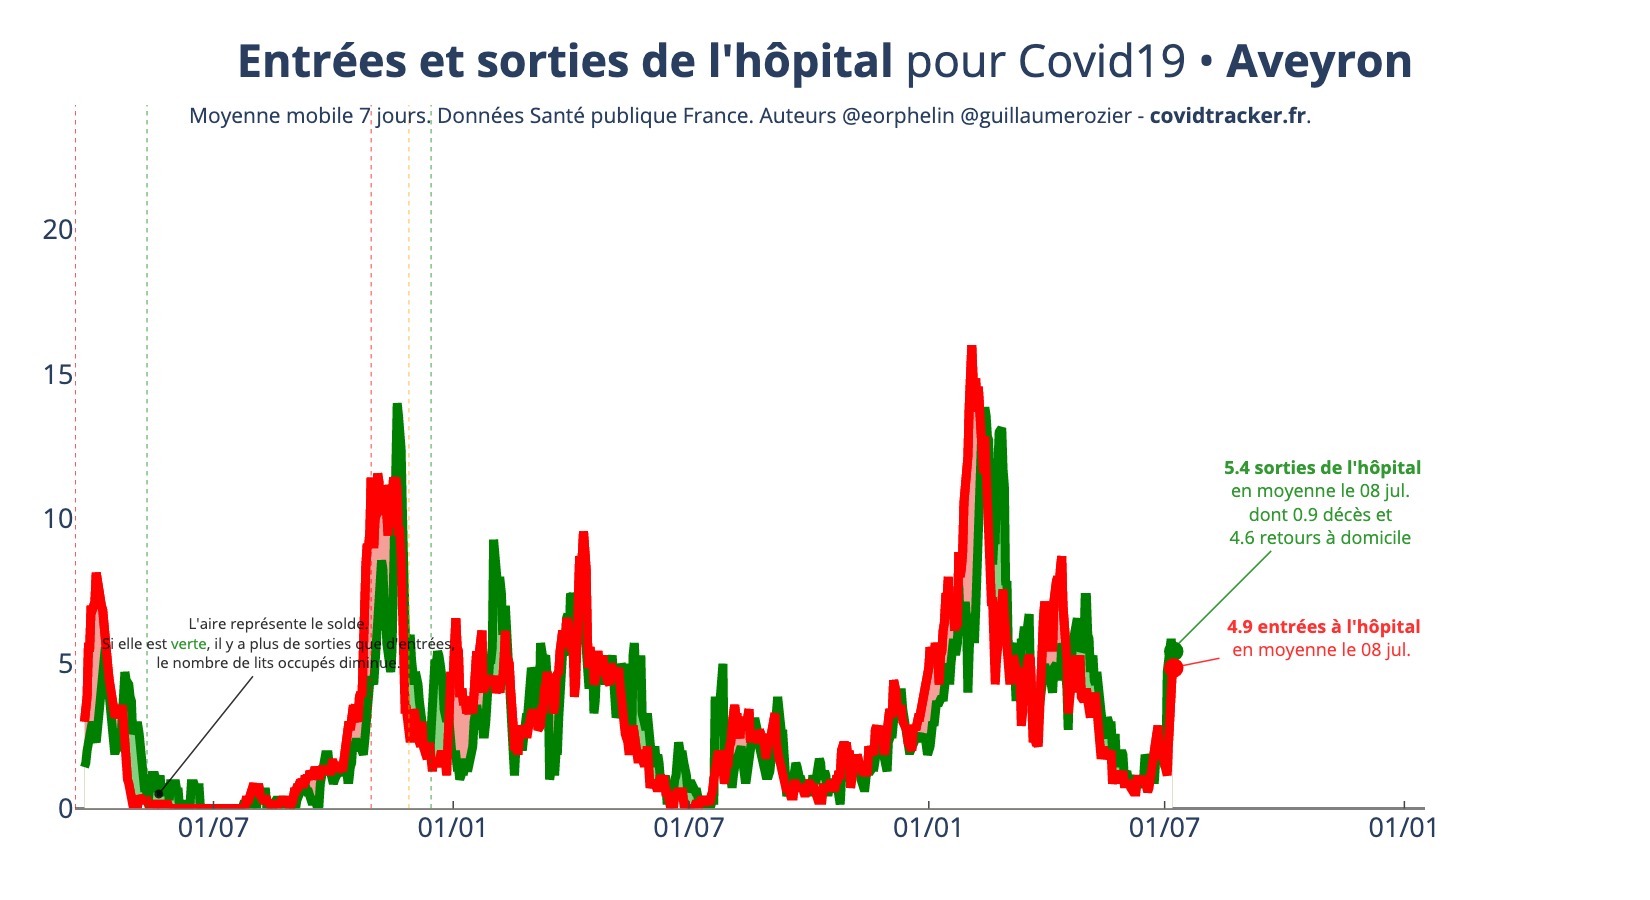 Entrées et sorties de l'hôpital pour Covid19 • Aveyron
Moyenne mobile 7 jours. Données Santé publique France. Auteurs @eorphelin @guillaumerozier - covidtracker.fr.
20
15
10
5
0
L'aire représente le solde.
Si elle est verte, il y a plus de sorties que d'entrées,
le nombre de lits occupés diminue.
5.4 sorties de l'hôpital
en moyenne le 08 jul.
dont 0.9 décès et
4.6 retours à domicile
4.9 entrées à l'hôpital
en moyenne le 08 jul.
01/07
01/01
01/07
01/01
01/07
01/01